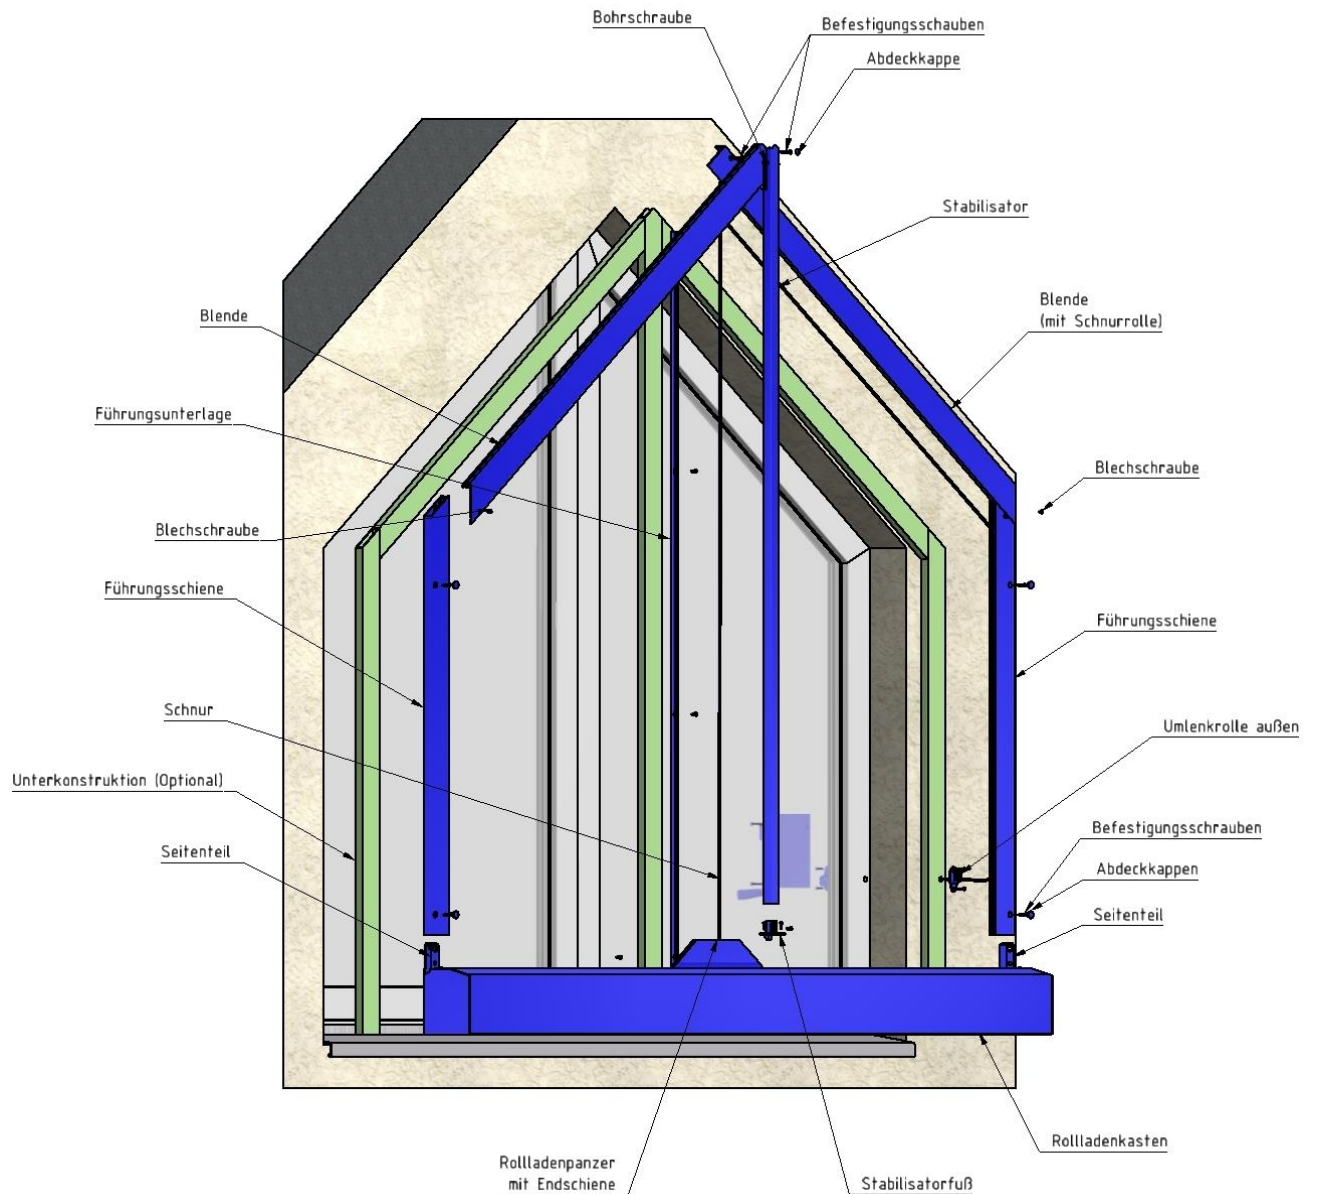 Bohrschraube
Befestigungsschauben
Abdeckkappe
Stabilisator
Blende
(mit Schnurrolle)
Blende
Führungsunterlage
Blechschraube
Blechschraube
Führungsschiene
Führungsschiene
Schnur
Umlenkrolle außen
Unterkonstruktion (Optional)
Befestigungsschrauben
Seitenteil
Abdeckkappen
Seitenteil
Rollladenkasten
Rollladenpanzer
mit Endschiene
Stabilisatorfuß